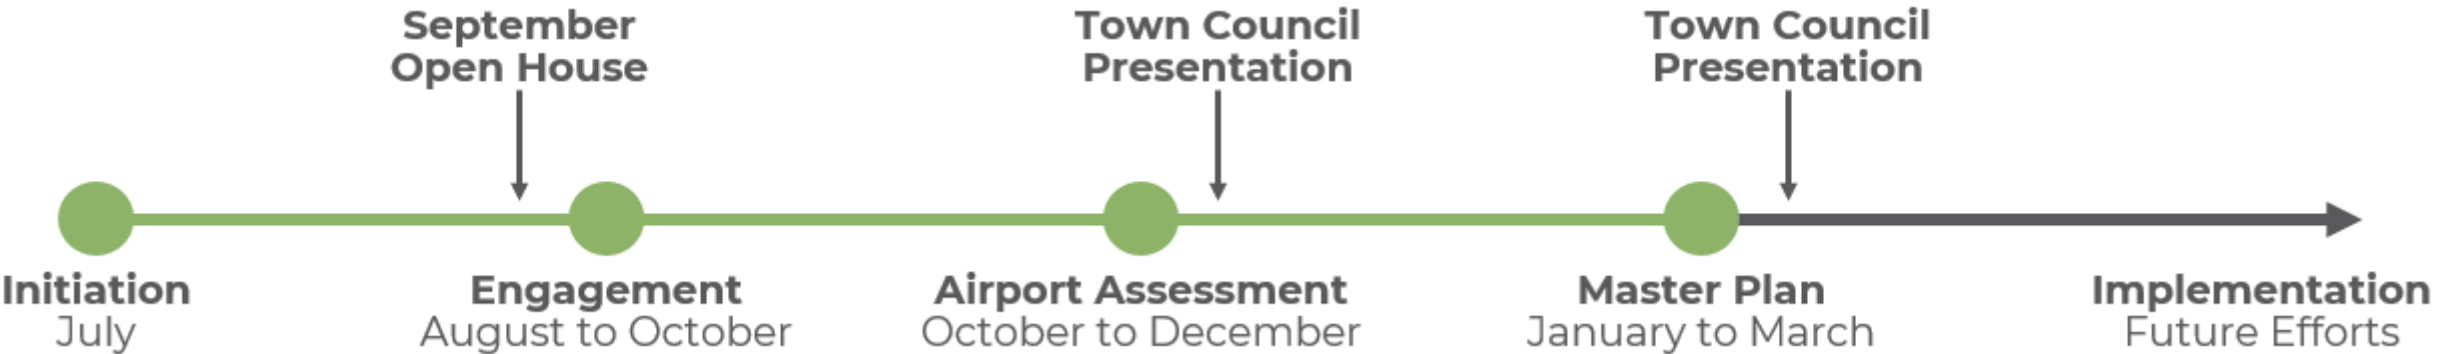 September
Open House
Town Council
Presentation
Town Council
Presentation
Initiation
July
Engagement
August to October
Airport Assessment
October to December
Master Plan
January to March
Implementation
Future Efforts